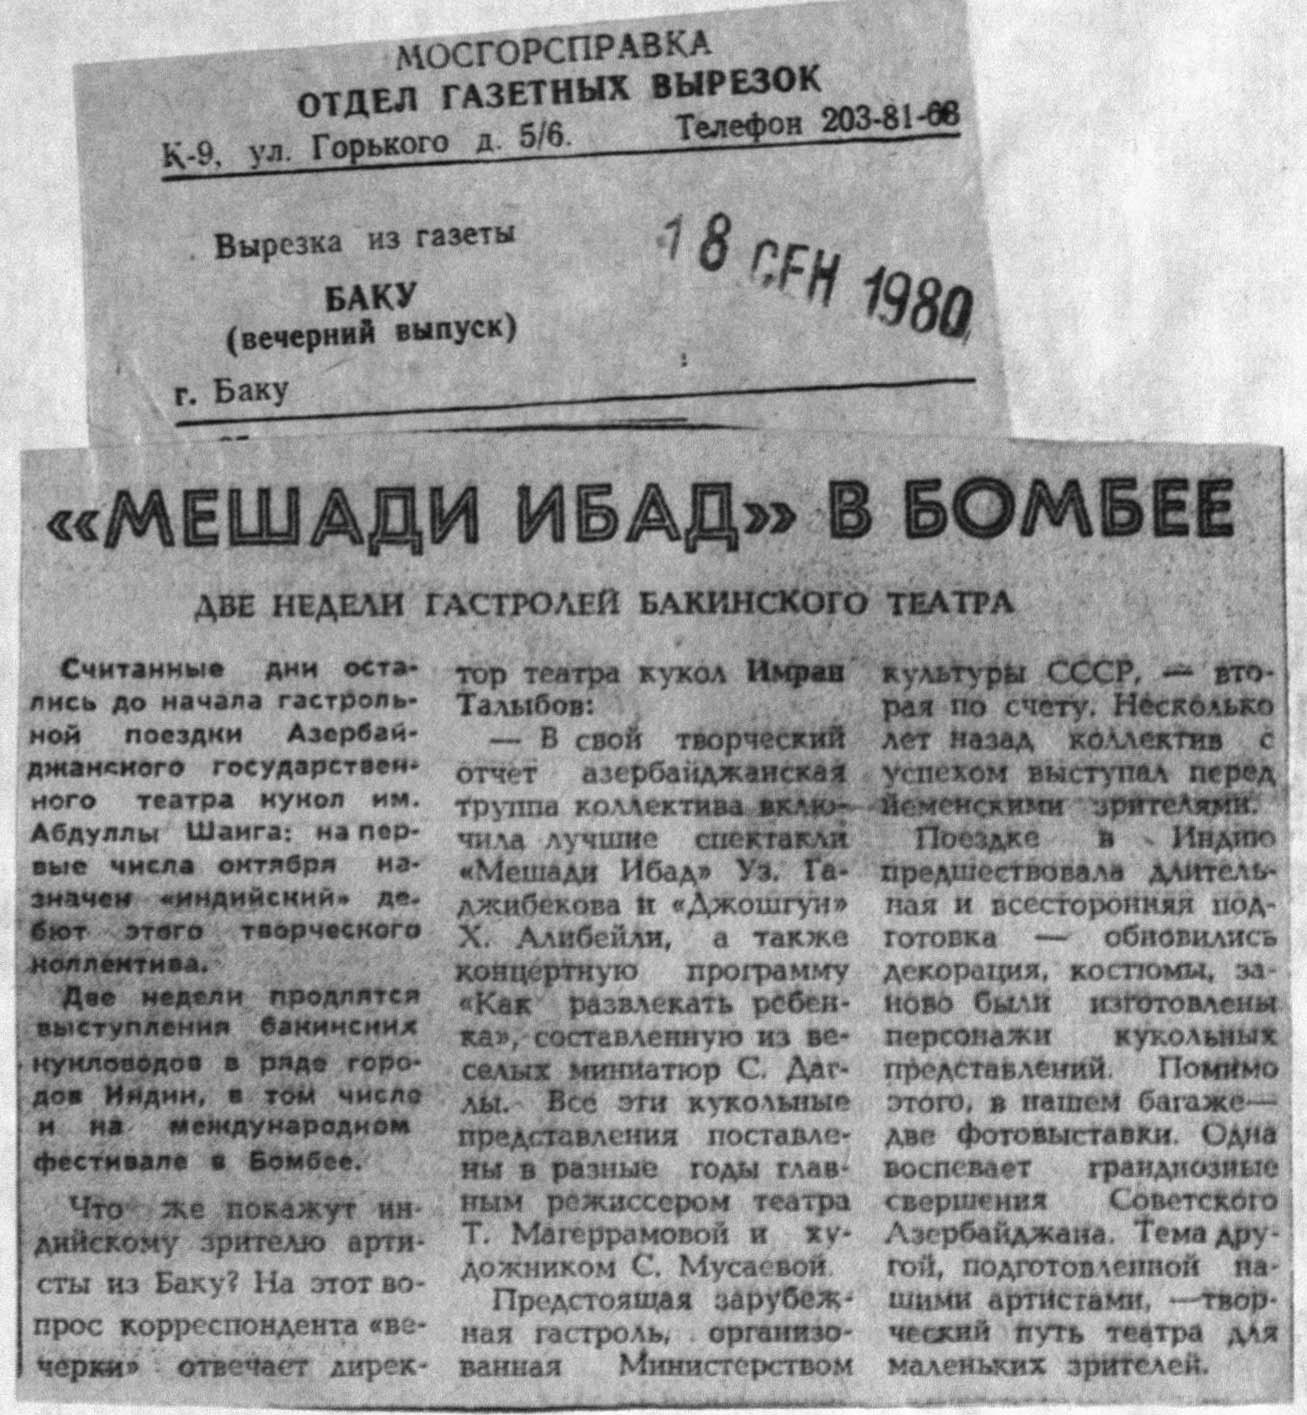 МОСГОРСПРАВКА
ОТДЕЛ ГАЗЕТНЫХ ВЫРЕЗОК
К-9, ул. Горького д. 5/6. Телефон 203-81-63
Вырезка из газеты
БАКУ
(вечерний выпуск)
г. Баку
18 СЕН 1980
«МЕШАДИ ИБАД» В БОМБЕЕ
ДВЕ НЕДЕЛИ ГАСТРОЛЕЙ БАКИНСКОГО ТЕАТРА
Считанные дни оста-
лись до начала гастроль-
ной поездки Азербай-
джанского государствен-
ного театра кукол им.
Абдуллы Шаига: на пер-
вые числа октября на-
значен «индийский» де-
бют этого творческого
коллектива.
Две недели продлятся
выступления бакинских
кукловодов в ряде горо-
дов Индии, в том числе
и на международном
фестивале в Бомбее.
Что же покажут ин-
дийскому зрителю арти-
сты из Баку? На этот во-
прос корреспондента «ве-
черки» отвечает дирек-
тор театра кукол Имран
Талыбов:
— В свой творческий
отчет азербайджанская
труппа коллектива вклю-
чила лучшие спектакли
«Мешади Ибад» Уз. Га-
джибекова и «Джошгун»
Х. Алибейли, а также
концертную программу
«Как развлекать ребен-
ка», составленную из ве-
селых миниатюр С. Даг-
лы. Все эти кукольные
представления поставле-
ны в разные годы глав-
ным режиссером театра
Т. Магеррамовой и ху-
дожником С. Мусаевой.
Предстоящая зарубеж-
ная гастроль, организо-
ванная Министерством
культуры СССР, — вто-
рая по счету. Несколько
лет назад коллектив с
успехом выступал перед
йеменскими зрителями.
Поездке в Индию
предшествовала длитель-
ная и всесторонняя под-
готовка — обновились
декорация, костюмы, за-
ново были изготовлены
персонажи кукольных
представлений. Помимо
этого, в нашем багаже—
две фотовыставки. Одна
воспевает грандиозные
свершения Советского
Азербайджана. Тема дру-
гой, подготовленной на-
шими артистами, —твор-
ческий путь театра для
маленьких зрителей.